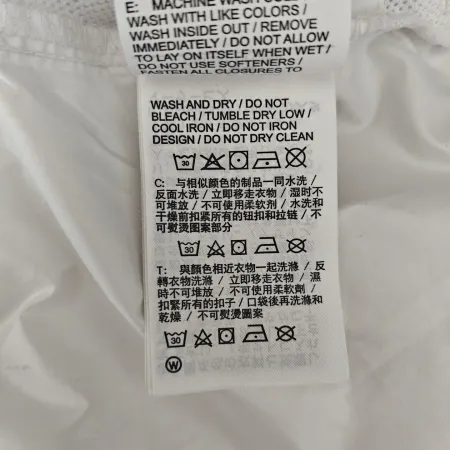 E: MACHINE WASH COLD /
WASH WITH LIKE COLORS /
WASH INSIDE OUT / REMOVE
IMMEDIATELY / DO NOT ALLOW
TO LAY ON ITSELF WHEN WET /
DO NOT USE SOFTENERS /
FASTEN ALL CLOSURES TO
WASH AND DRY / DO NOT
BLEACH / TUMBLE DRY LOW /
COOL IRON / DO NOT IRON
DESIGN / DO NOT DRY CLEAN
30
C: 与相似颜色的制品一同水洗 /
反面水洗 / 立即移走衣物 / 湿时不
可堆放 / 不可使用柔软剂 / 水洗和
干燥前扣紧所有的钮扣和拉链 / 不
可熨烫图案部分
30
T: 與顏色相近衣物一起洗滌 / 反
轉衣物洗滌 / 立即移走衣物 / 濕
時不可堆放 / 不可使用柔軟劑 /
扣緊所有的扣子 / 口袋後再洗滌和
乾燥 / 不可熨燙圖案
30
W